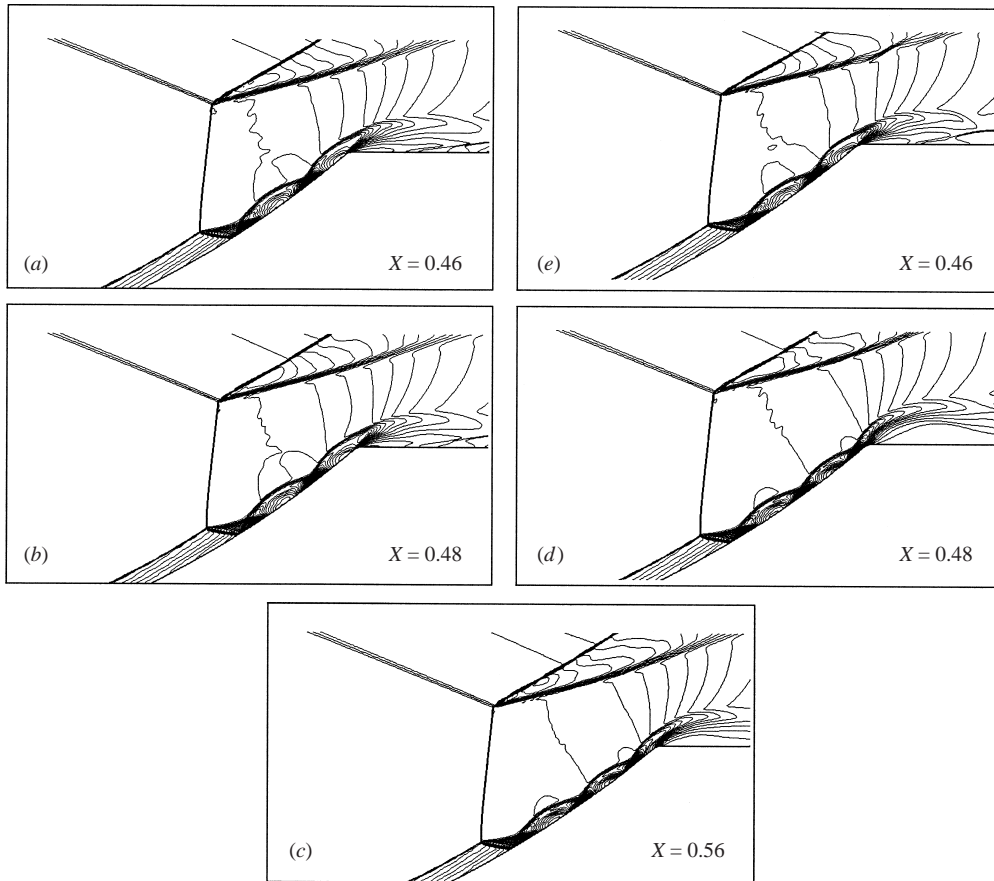 (a) X = 0.46
(e) X = 0.46
(b) X = 0.48
(d) X = 0.48
(c) X = 0.56